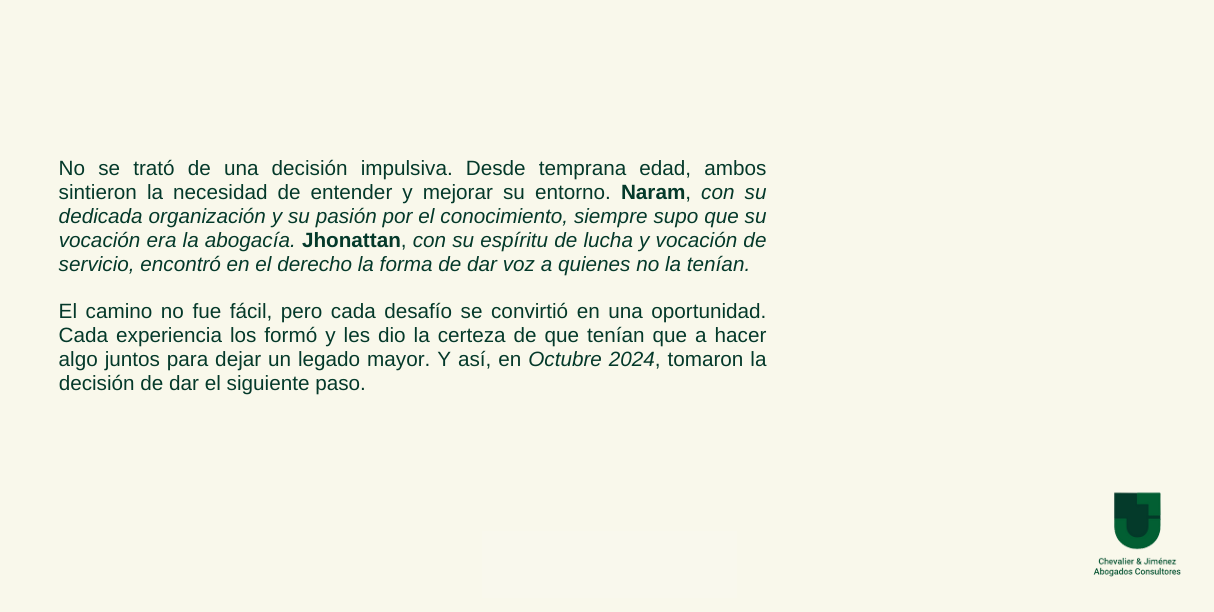 No se trató de una decisión impulsiva. Desde temprana edad, ambos
sintieron la necesidad de entender y mejorar su entorno. Naram, con su
dedicada organización y su pasión por el conocimiento, siempre supo que su
vocación era la abogacía. Jhonattan, con su espíritu de lucha y vocación de
servicio, encontró en el derecho la forma de dar voz a quienes no la tenían.
El camino no fue fácil, pero cada desafío se convirtió en una oportunidad.
Cada experiencia los formó y les dio la certeza de que tenían que a hacer
algo juntos para dejar un legado mayor. Y así, en Octubre 2024, tomaron la
decisión de dar el siguiente paso.
Chevalier & Jiménez
Abogados Consultores